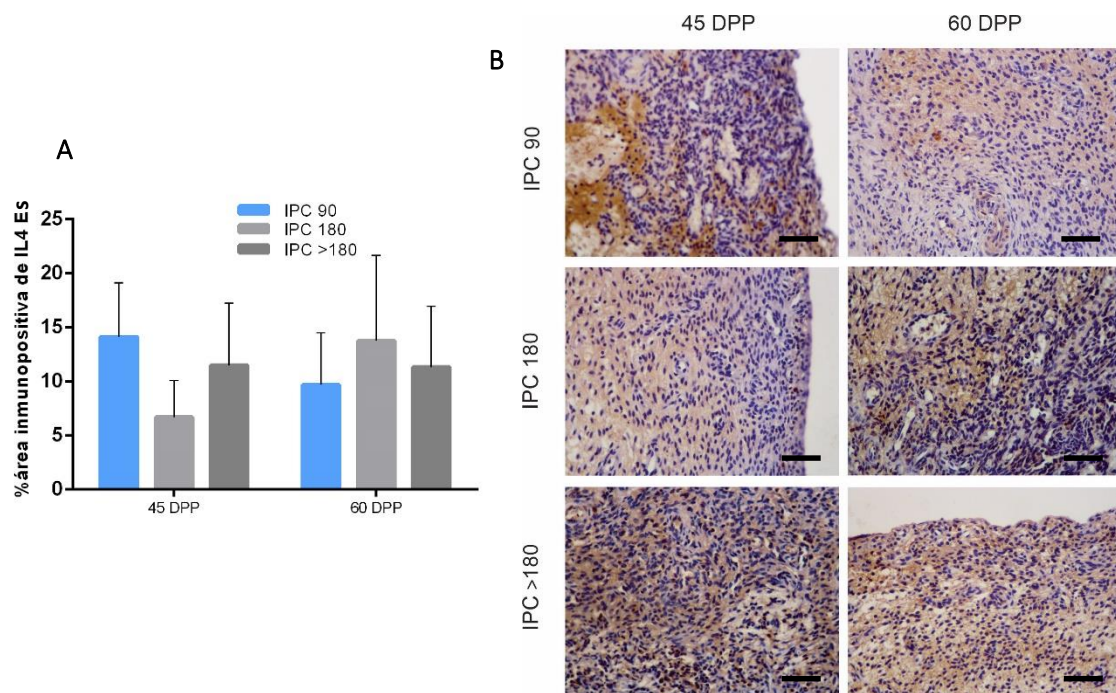 A
%área inmunopositiva de IL4 Es
25
20
15
10
5
0
IPC 90
IPC 180
IPC >180
45 DPP
60 DPP
B
45 DPP
60 DPP
IPC 90
IPC 180
IPC >180